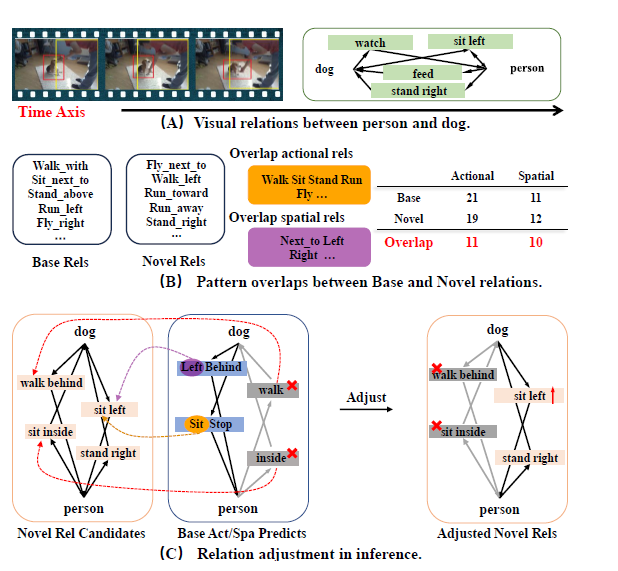 watch
sit left
dog
person
feed
stand right
Time Axis
(A) Visual relations between person and dog.
Walk_with
Sit_next_to
Stand_above
Run_left
Fly_right
...
Base Rels
Fly_next_to
Walk_left
Run_toward
Run_away
Stand_right
...
Novel Rels
Overlap actional rels
Walk Sit Stand Run
Fly ...
Overlap spatial rels
Next_to Left
Right ...
Actional Spatial
Base 21 11
Novel 19 12
Overlap 11 10
(B) Pattern overlaps between Base and Novel relations.
dog
walk behind
sit left
sit inside
stand right
person
Novel Rel Candidates
dog
Left Behind
walk
Sit Stop
inside
person
Base Act/Spa Predicts
Adjust
dog
walk behind
sit left
sit inside
stand right
person
Adjusted Novel Rels
(C) Relation adjustment in inference.